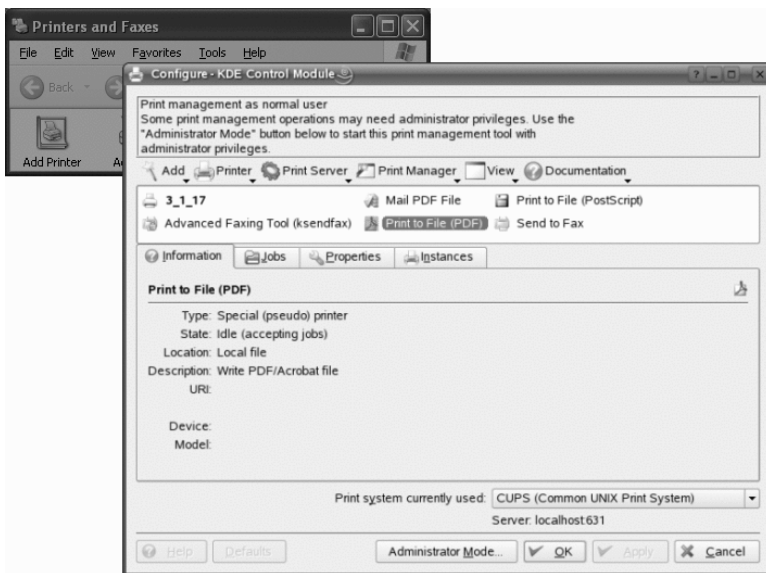 Printers and Faxes
File Edit View Favorites Tools Help
Back
Add Printer
Configure - KDE Control Module
Print management as normal user
Some print management operations may need administrator privileges. Use the
"Administrator Mode" button below to start this print management tool with
administrator privileges.
Add Printer Print Server Print Manager View Documentation
3_1_17 Mail PDF File Print to File (PostScript)
Advanced Faxing Tool (ksendfax) Print to File (PDF) Send to Fax
Information Jobs Properties Instances
Print to File (PDF)
Type: Special (pseudo) printer
State: Idle (accepting jobs)
Location: Local file
Description: Write PDF/Acrobat file
URI:
Device:
Model:
Print system currently used: CUPS (Common UNIX Print System)
Server: localhost:631
Help Defaults Administrator Mode... OK Apply Cancel